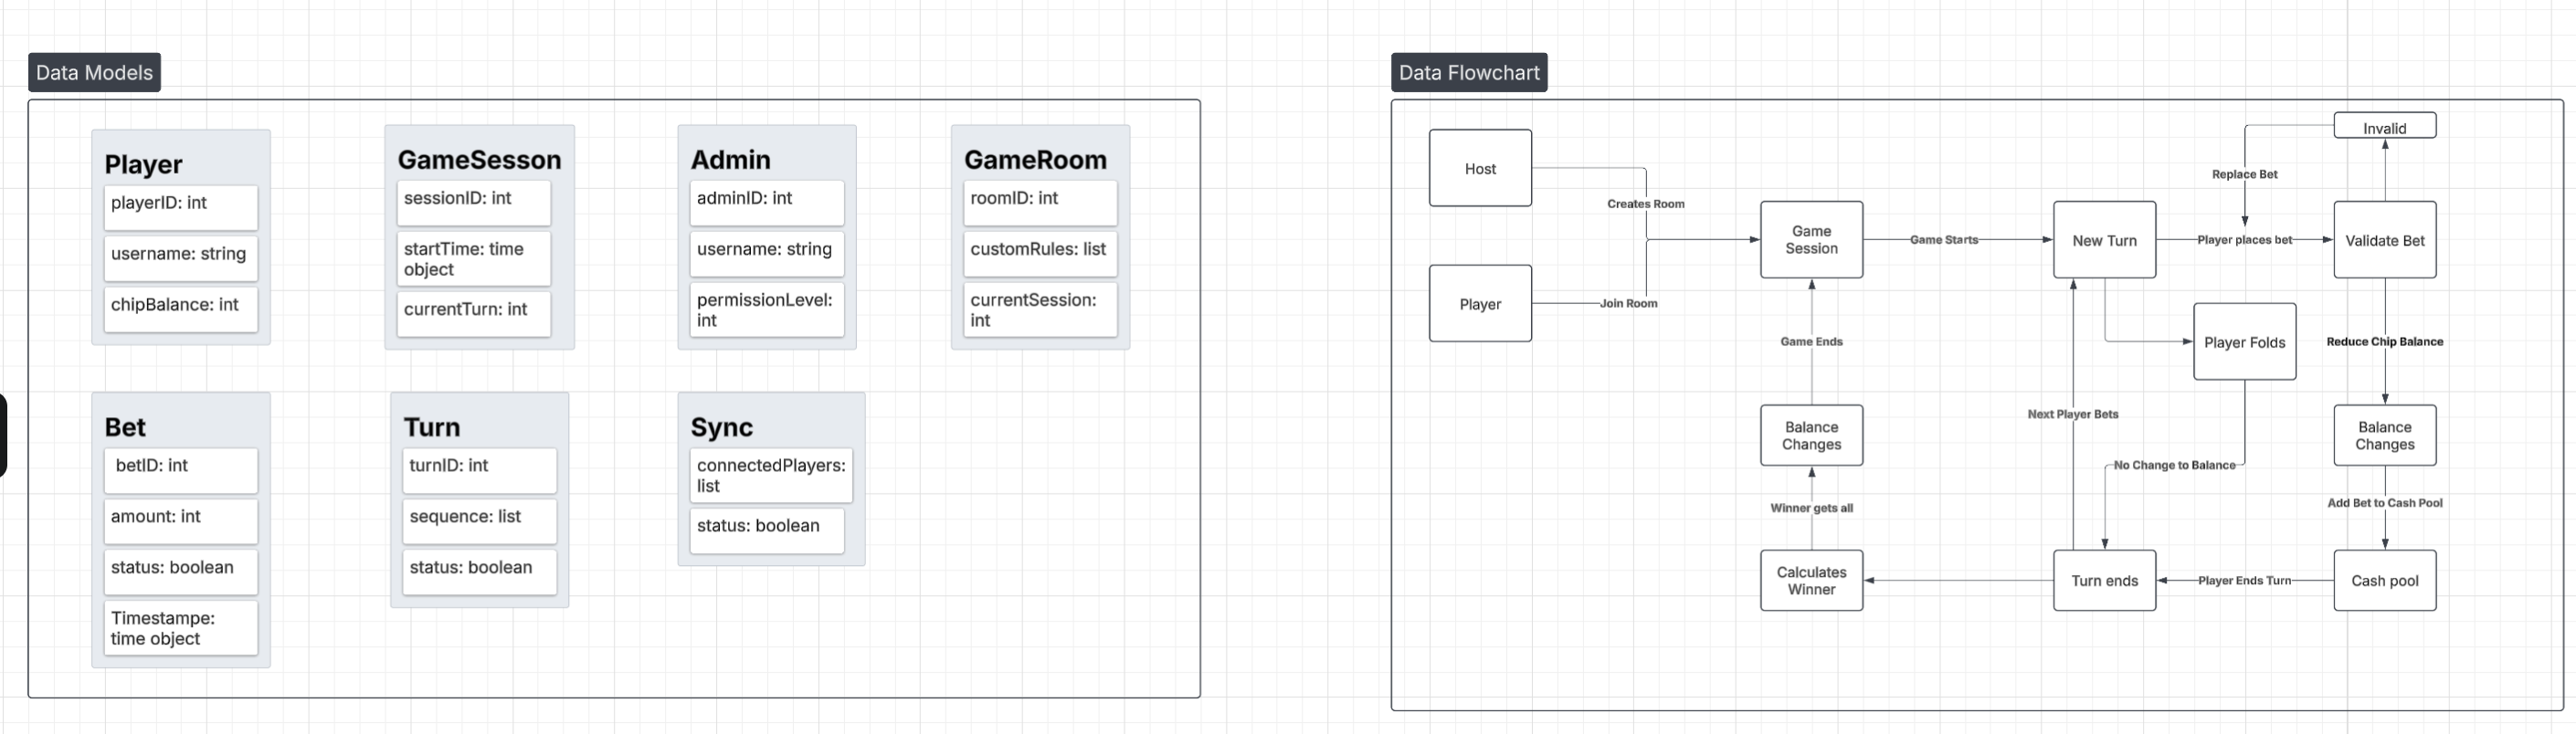 Data Models
Player
playerID: int
username: string
chipBalance: int
GameSesson
sessionID: int
startTime: time
object
currentTurn: int
Admin
adminID: int
username: string
permissionLevel:
int
GameRoom
roomID: int
customRules: list
currentSession:
int
Bet
betID: int
amount: int
status: boolean
Timestampe:
time object
Turn
turnID: int
sequence: list
status: boolean
Sync
connectedPlayers:
list
status: boolean
Data Flowchart
Host
Creates Room
Player
Join Room
Game
Session
Game Starts
New Turn
Player places bet
Validate Bet
Invalid
Replace Bet
Player Folds
Reduce Chip Balance
Game Ends
Next Player Bets
Balance
Changes
No Change to Balance
Balance
Changes
Winner gets all
Add Bet to Cash Pool
Calculates
Winner
Turn ends
Player Ends Turn
Cash pool